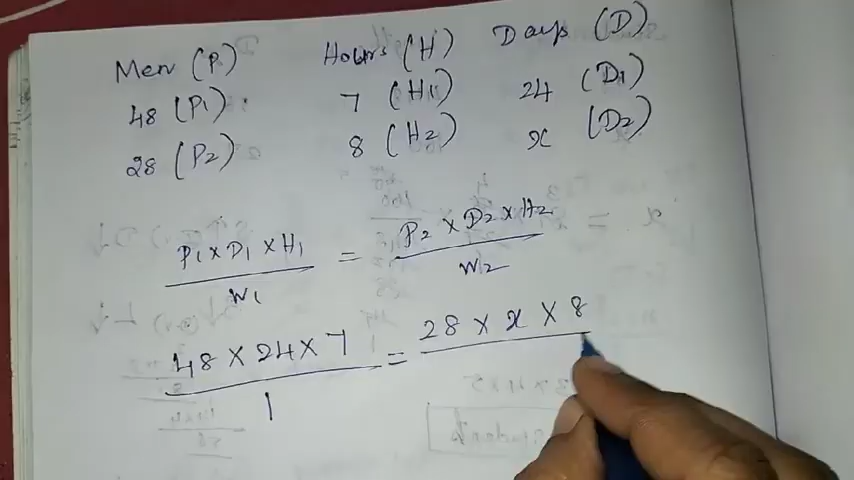 Men (P) Hours (H) Days (D)
48 (P1) 7 (H1) 24 (D1)
28 (P2) 8 (H2) x (D2)
P1 x D1 x H1 / W1 = P2 x D2 x H2 / W2
48 x 24 x 7 / 1 = 28 x x x 8